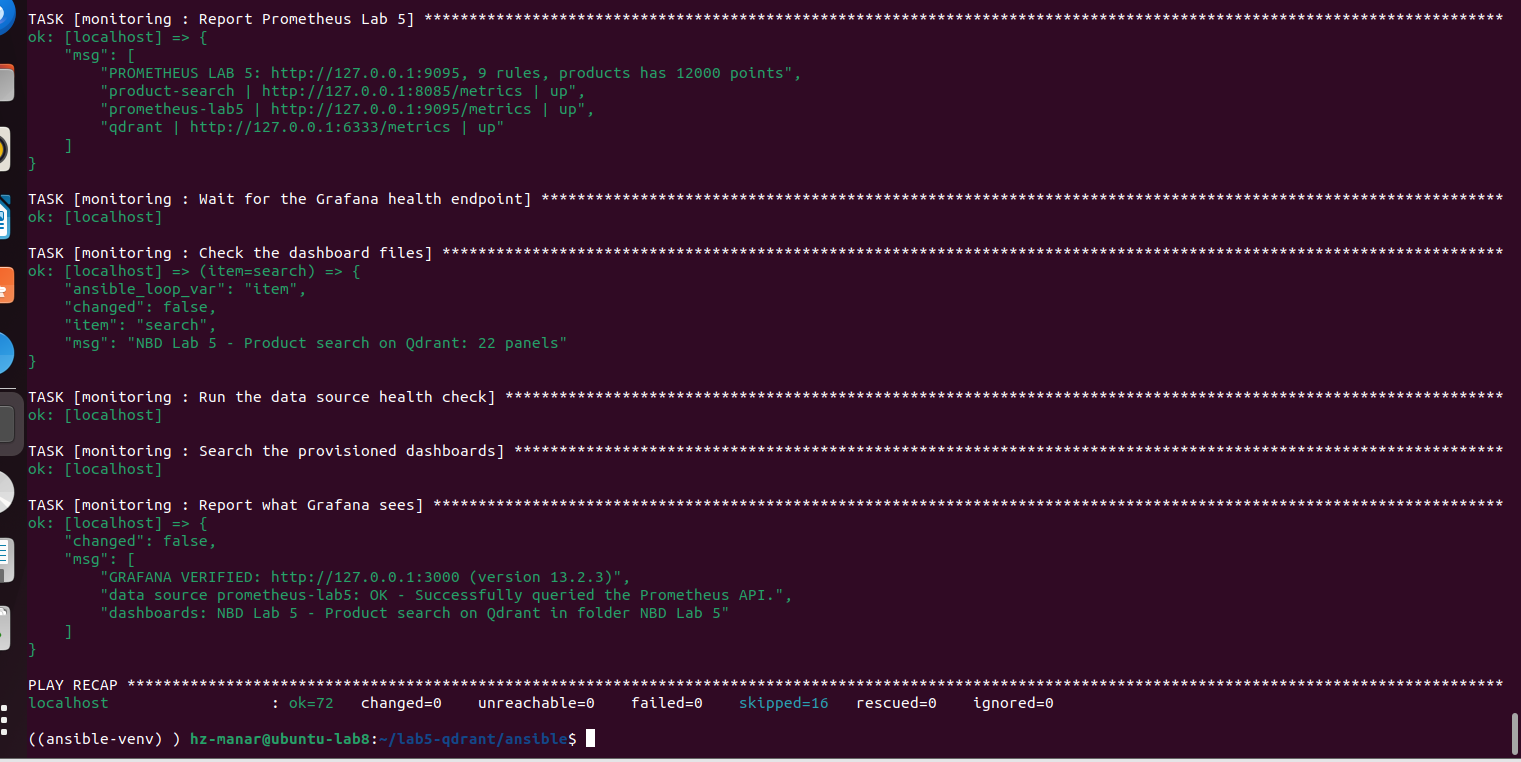 TASK [monitoring : Report Prometheus Lab 5] ************************************************************************************************************************
ok: [localhost] => {
    "msg": [
        "PROMETHEUS LAB 5: http://127.0.0.1:9095, 9 rules, products has 12000 points",
        "product-search | http://127.0.0.1:8085/metrics | up",
        "prometheus-lab5 | http://127.0.0.1:9095/metrics | up",
        "qdrant | http://127.0.0.1:6333/metrics | up"
    ]
}
TASK [monitoring : Wait for the Grafana health endpoint] ***********************************************************************************************************
ok: [localhost]
TASK [monitoring : Check the dashboard files] **********************************************************************************************************************
ok: [localhost] => (item=search) => {
    "ansible_loop_var": "item",
    "changed": false,
    "item": "search",
    "msg": "NBD Lab 5 - Product search on Qdrant: 22 panels"
}
TASK [monitoring : Run the data source health check] ***************************************************************************************************************
ok: [localhost]
TASK [monitoring : Search the provisioned dashboards] **************************************************************************************************************
ok: [localhost]
TASK [monitoring : Report what Grafana sees] ***********************************************************************************************************************
ok: [localhost] => {
    "changed": false,
    "msg": [
        "GRAFANA VERIFIED: http://127.0.0.1:3000 (version 13.2.3)",
        "data source prometheus-lab5: OK - Successfully queried the Prometheus API.",
        "dashboards: NBD Lab 5 - Product search on Qdrant in folder NBD Lab 5"
    ]
}
PLAY RECAP *********************************************************************************************************************************************************
localhost                  : ok=72   changed=0    unreachable=0    failed=0    skipped=16   rescued=0    ignored=0
((ansible-venv) ) hz-manar@ubuntu-lab8:~/lab5-qdrant/ansible$